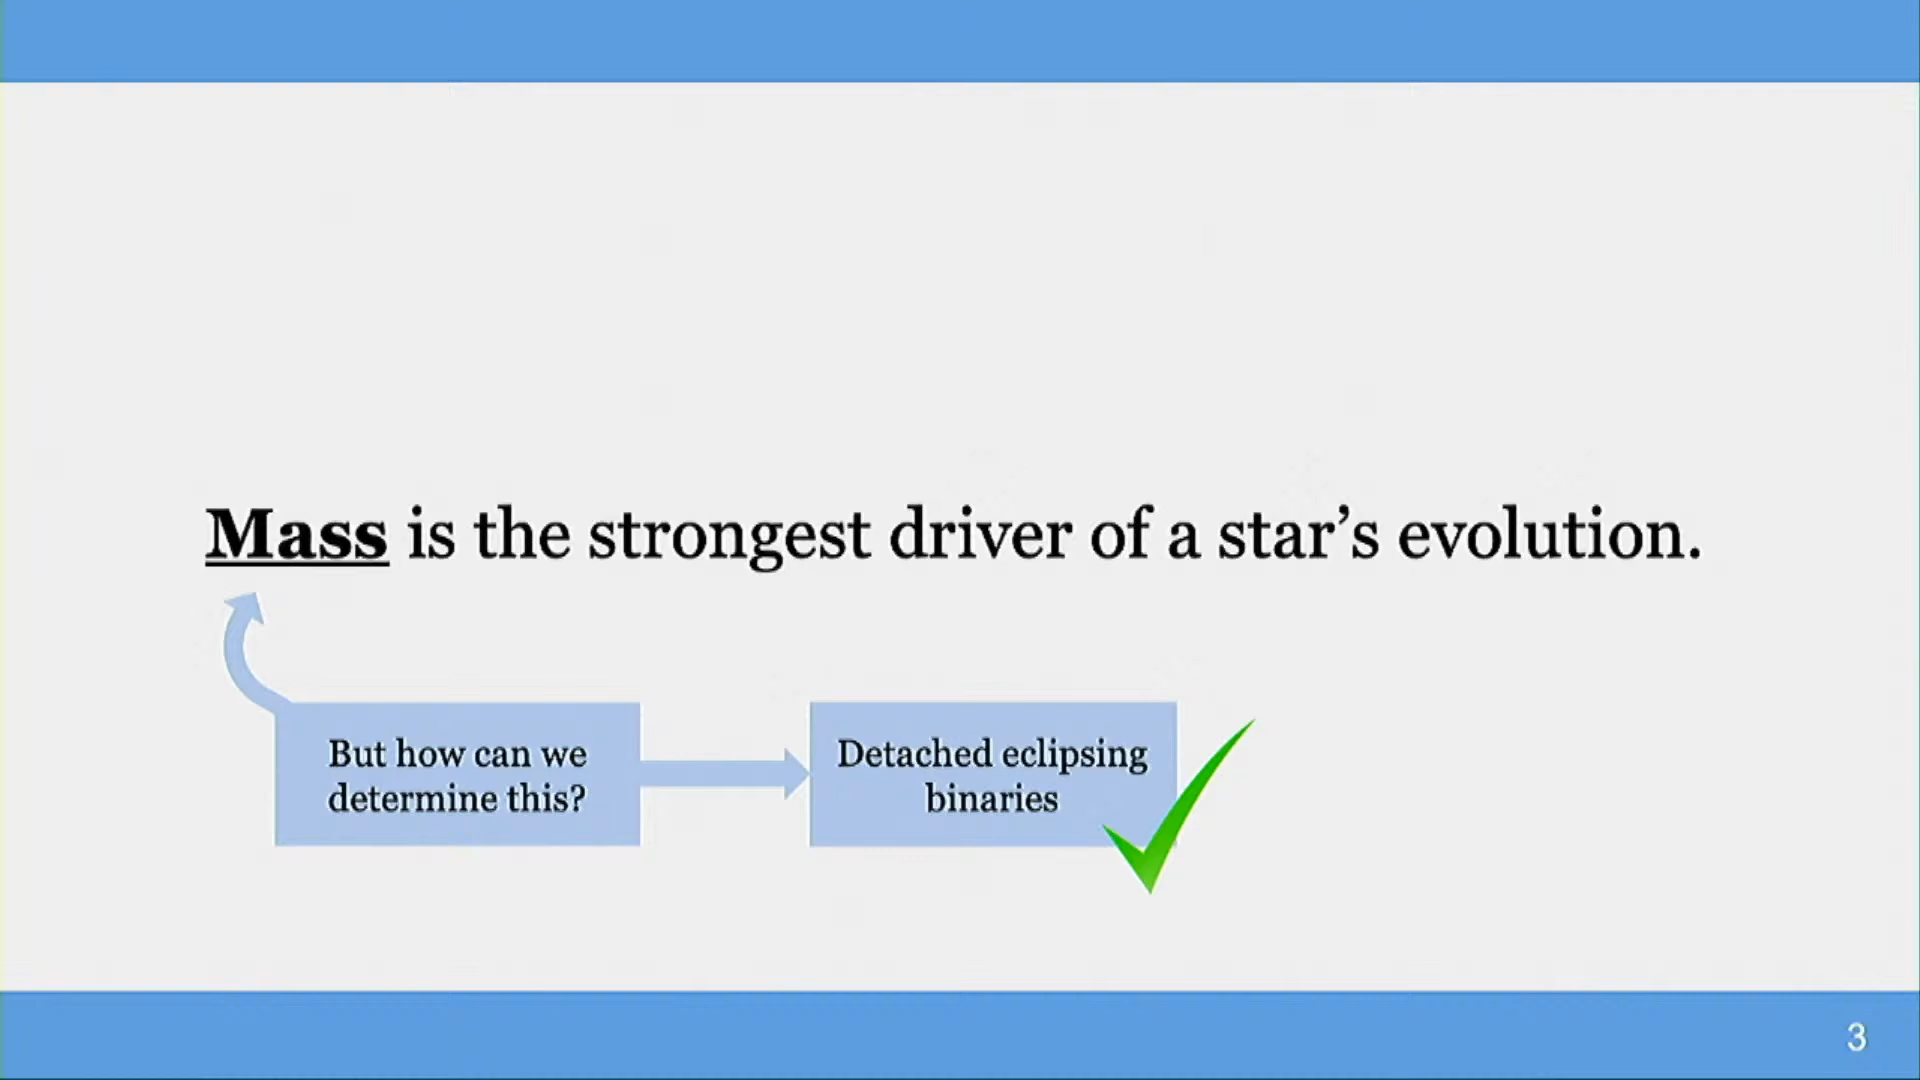 Mass is the strongest driver of a star’s evolution.
But how can we
determine this?
Detached eclipsing
binaries
3